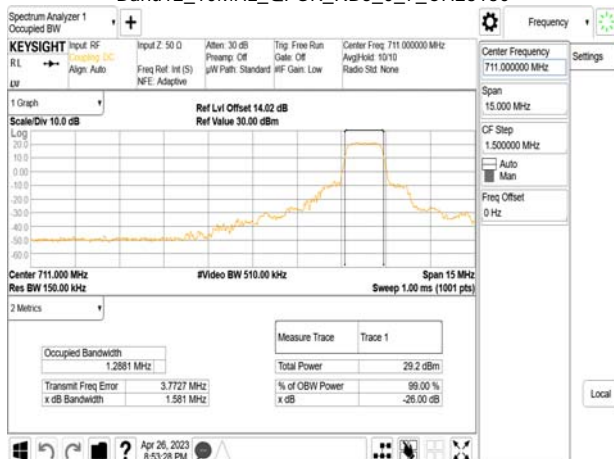 Spectrum Analyzer 1
Occupied BW
Frequency
KEYSIGHT
Input: RF
Coupling: DC
Align: Auto
Input Z: 50 Ω
Freq Ref: Int (S)
NFE: Adaptive
Atten: 30 dB
Preamp: Off
µW Path: Standard
Trig: Free Run
Gate: Off
#IF Gain: Low
Center Freq: 711.000000 MHz
Avg|Hold: 10/10
Radio Std: None
RL
LXI
Center Frequency
711.000000 MHz
Settings
Span
15.000 MHz
CF Step
1.500000 MHz
Auto
Man
Freq Offset
0 Hz
Local
1 Graph
Scale/Div 10.0 dB
Ref Lvl Offset 14.02 dB
Ref Value 30.00 dBm
Log
20.0
10.0
0.00
-10.0
-20.0
-30.0
-40.0
-50.0
-60.0
Center 711.000 MHz
Res BW 150.00 kHz
#Video BW 510.00 kHz
Span 15 MHz
Sweep 1.00 ms (1001 pts)
2 Metrics
Measure Trace Trace 1
Occupied Bandwidth
1.2881 MHz
Total Power 29.2 dBm
Transmit Freq Error 3.7727 MHz
% of OBW Power 99.00 %
x dB Bandwidth 1.581 MHz
x dB -26.00 dB
Apr 26, 2023
8:53:28 PM